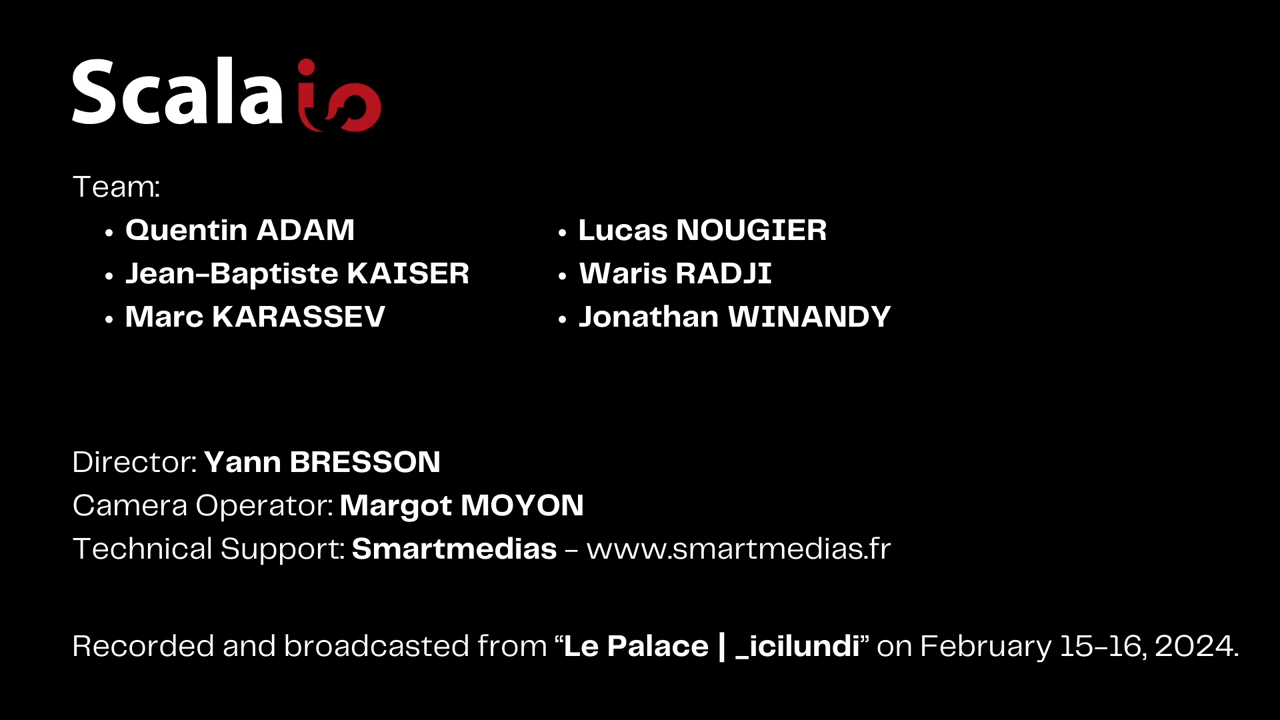 Scala io
Team:
• Quentin ADAM
• Jean-Baptiste KAISER
• Marc KARASSEV
• Lucas NOUGIER
• Waris RADJI
• Jonathan WINANDY
Director: Yann BRESSON
Camera Operator: Margot MOYON
Technical Support: Smartmedias - www.smartmedias.fr
Recorded and broadcasted from “Le Palace | _icilundi” on February 15-16, 2024.